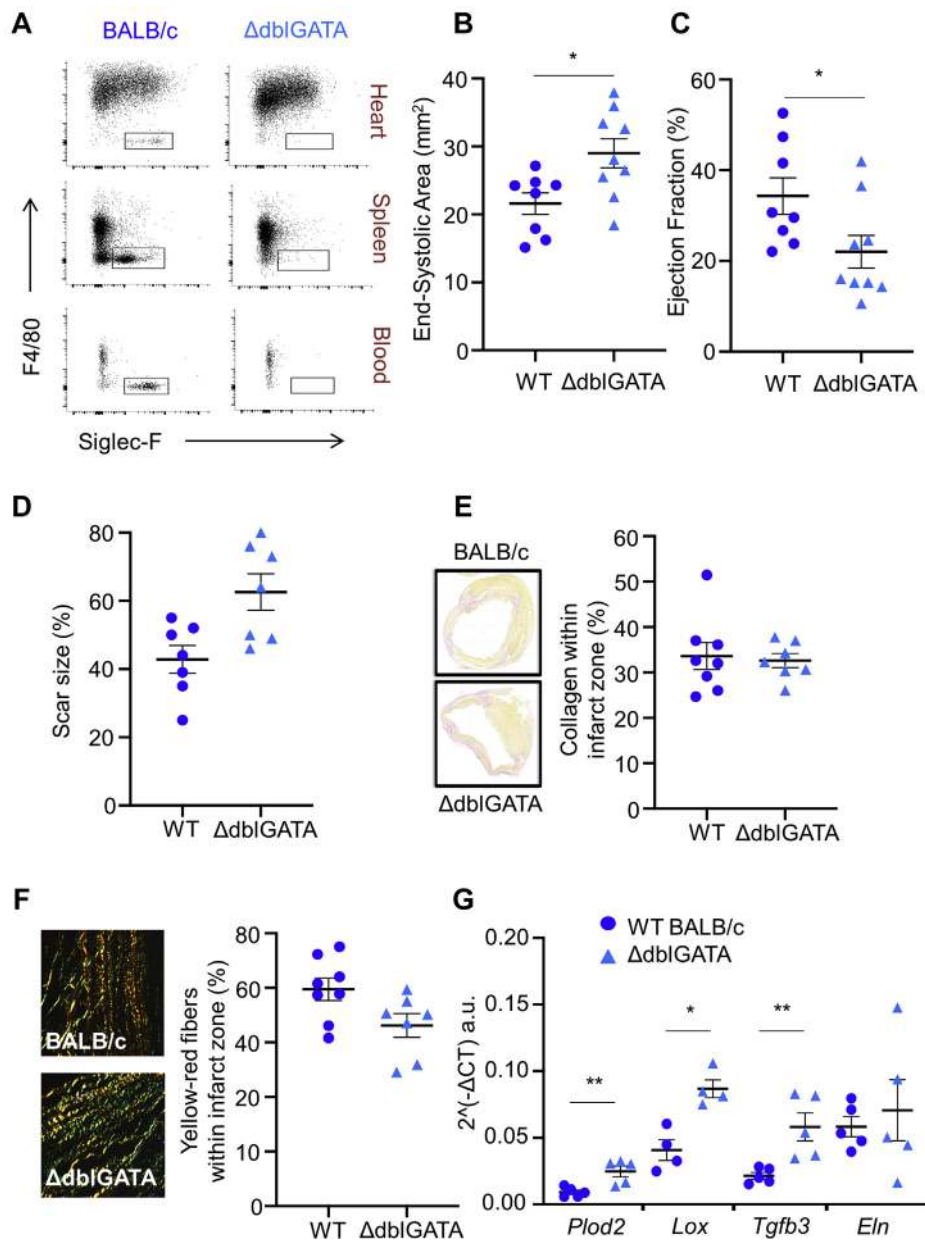 A
BALB/c
ΔdblGATA
Heart
Spleen
Blood
F4/80
Siglec-F
B
*
End-Systolic Area (mm²)
40
30
20
10
0
WT
ΔdblGATA
C
*
Ejection Fraction (%)
60
40
20
0
WT
ΔdblGATA
D
Scar size (%)
80
60
40
20
0
WT
ΔdblGATA
E
BALB/c
ΔdblGATA
Collagen within
infarct zone (%)
60
50
40
30
20
10
0
WT
ΔdblGATA
F
BALB/c
ΔdblGATA
Yellow-red fibers
within infarct zone (%)
80
60
40
20
60
0
WT
ΔdblGATA
G
WT BALB/c
ΔdblGATA
2^(-ΔCT) a.u.
0.20
0.15
0.10
0.05
0.00
**
*
**
Plod2
Lox
Tgfb3
Eln